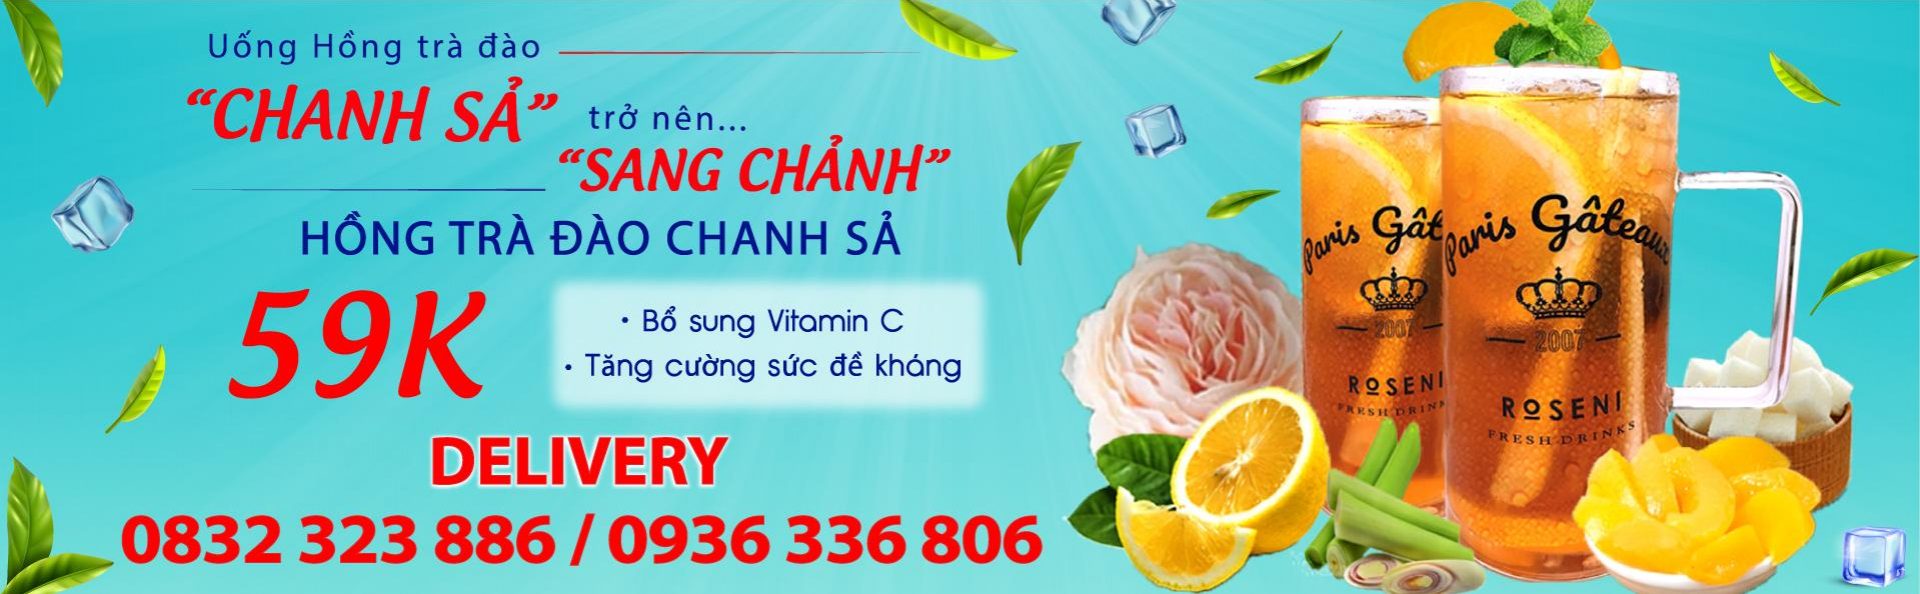 Uống Hồng trà đào
“CHANH SẢ”
trở nên...
“SANG CHẢNH”
HỒNG TRÀ ĐÀO CHANH SẢ
59K
• Bổ sung Vitamin C
• Tăng cường sức đề kháng
DELIVERY
0832 323 886 / 0936 336 806
Paris Gât
2007
ROSENI
FRESH DRINK
Paris Gâteaux
2007
ROSENI
FRESH DRINKS